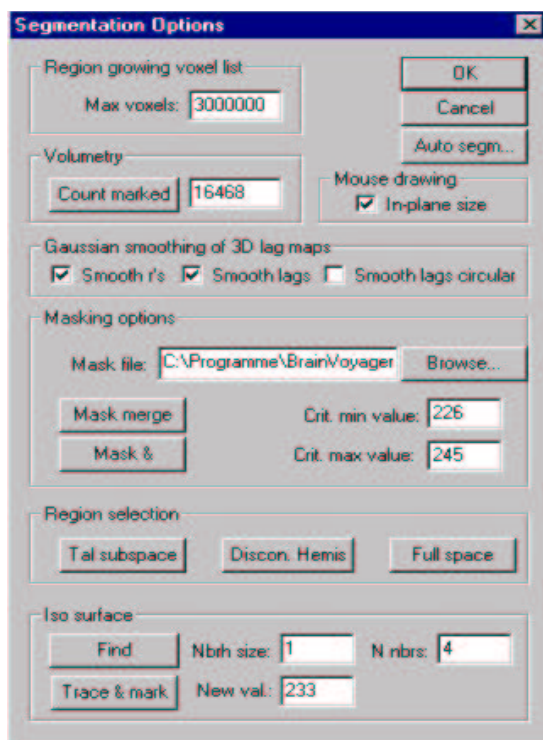 Segmentation Options
Region growing voxel list
Max voxels: 3000000
OK
Cancel
Auto segm...
Volumetry
Count marked 16468
Mouse drawing
In-plane size
Gaussian smoothing of 3D lag maps
Smooth r's Smooth lags Smooth lags circular
Masking options
Mask file: C:\Programme\BrainVoyager Browse...
Mask merge Crit. min value: 226
Mask & Crit. max value: 245
Region selection
Tal subspace Discon. Hemis Full space
Iso surface
Find Nbrh size: 1 N nbrs: 4
Trace & mark New val.: 233